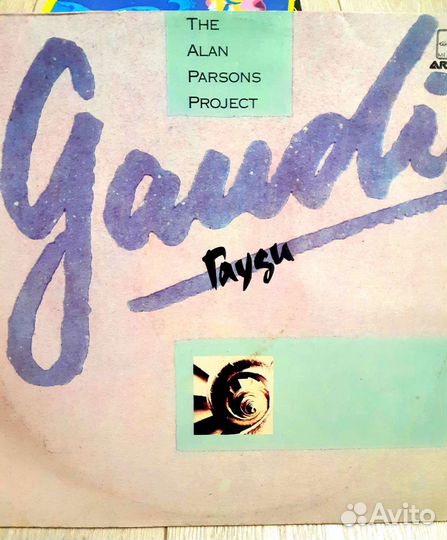 THE
ALAN
PARSONS
PROJECT
gaudi
Гауди
Avito